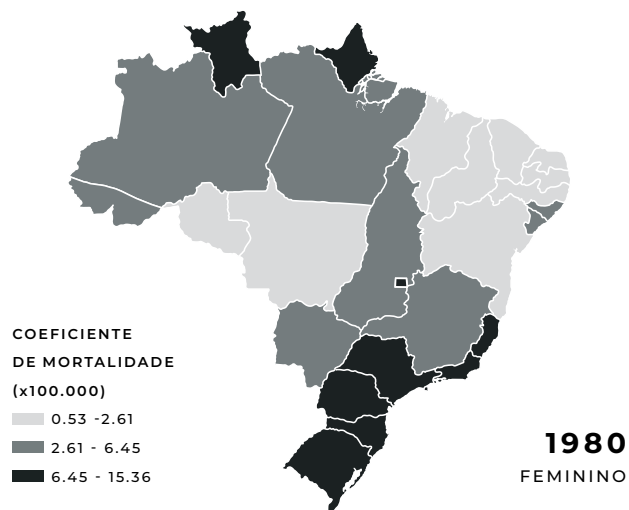 COEFICIENTE
DE MORTALIDADE
(x100.000)
0.53 -2.61
2.61 - 6.45
6.45 - 15.36
1980
FEMININO